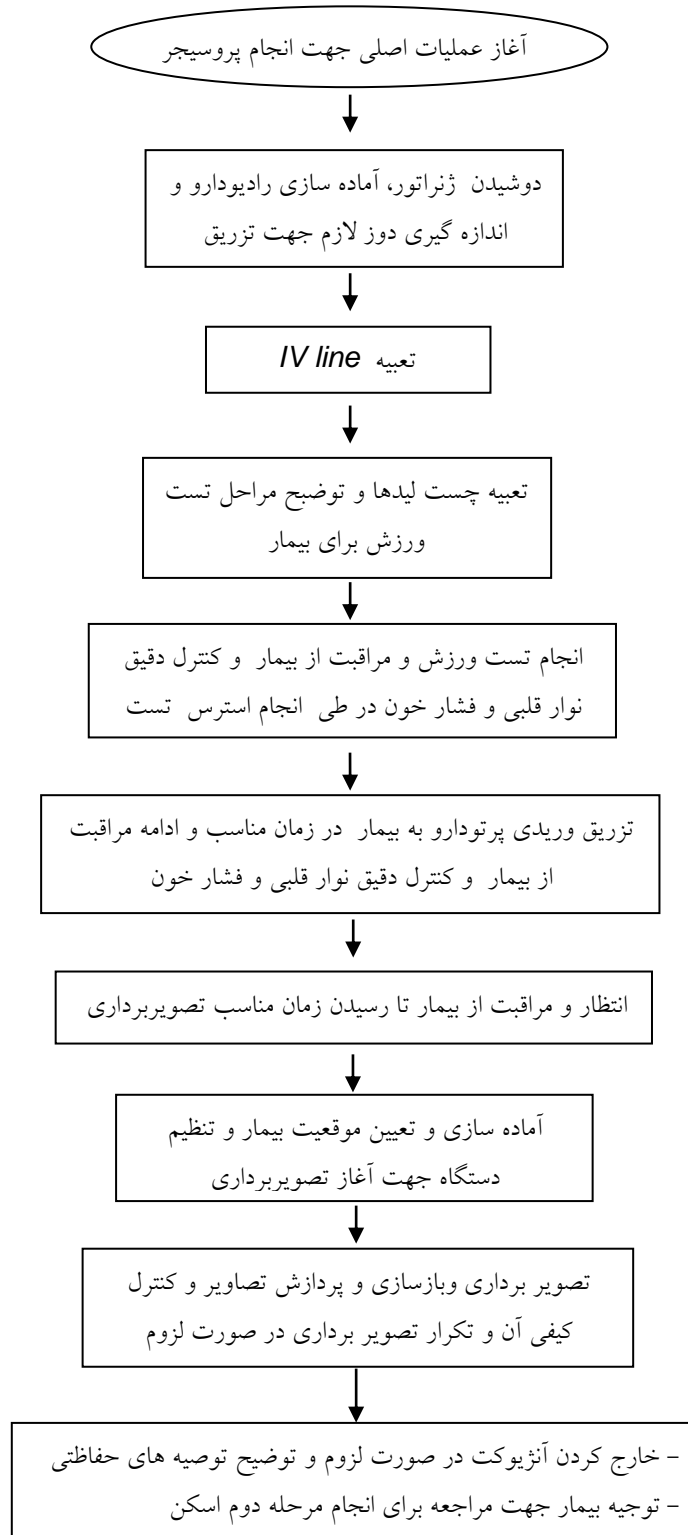 آغاز عملیات اصلی جهت انجام پروسیجر
دوشیدن ژنراتور، آماده سازی رادیودارو و
اندازه گیری دوز لازم جهت تزریق
تعبیه IV line
تعبیه چست لیدها و توضبح مراحل تست
ورزش برای بیمار
انجام تست ورزش و مراقبت از بیمار و کنترل دقیق
نوار قلبی و فشار خون در طی انجام استرس تست
تزریق وریدی پرتودارو به بیمار در زمان مناسب و ادامه مراقبت
از بیمار و کنترل دقیق نوار قلبی و فشار خون
انتظار و مراقبت از بیمار تا رسیدن زمان مناسب تصویربرداری
آماده سازی و تعیین موقعیت بیمار و تنظیم
دستگاه جهت آغاز تصویربرداری
تصویر برداری وبازسازی و پردازش تصاویر و کنترل
کیفی آن و تکرار تصویر برداری در صورت لزوم
- خارج کردن آنژیوکت در صورت لزوم و توضیح توصیه های حفاظتی
- توجیه بیمار جهت مراجعه برای انجام مرحله دوم اسکن